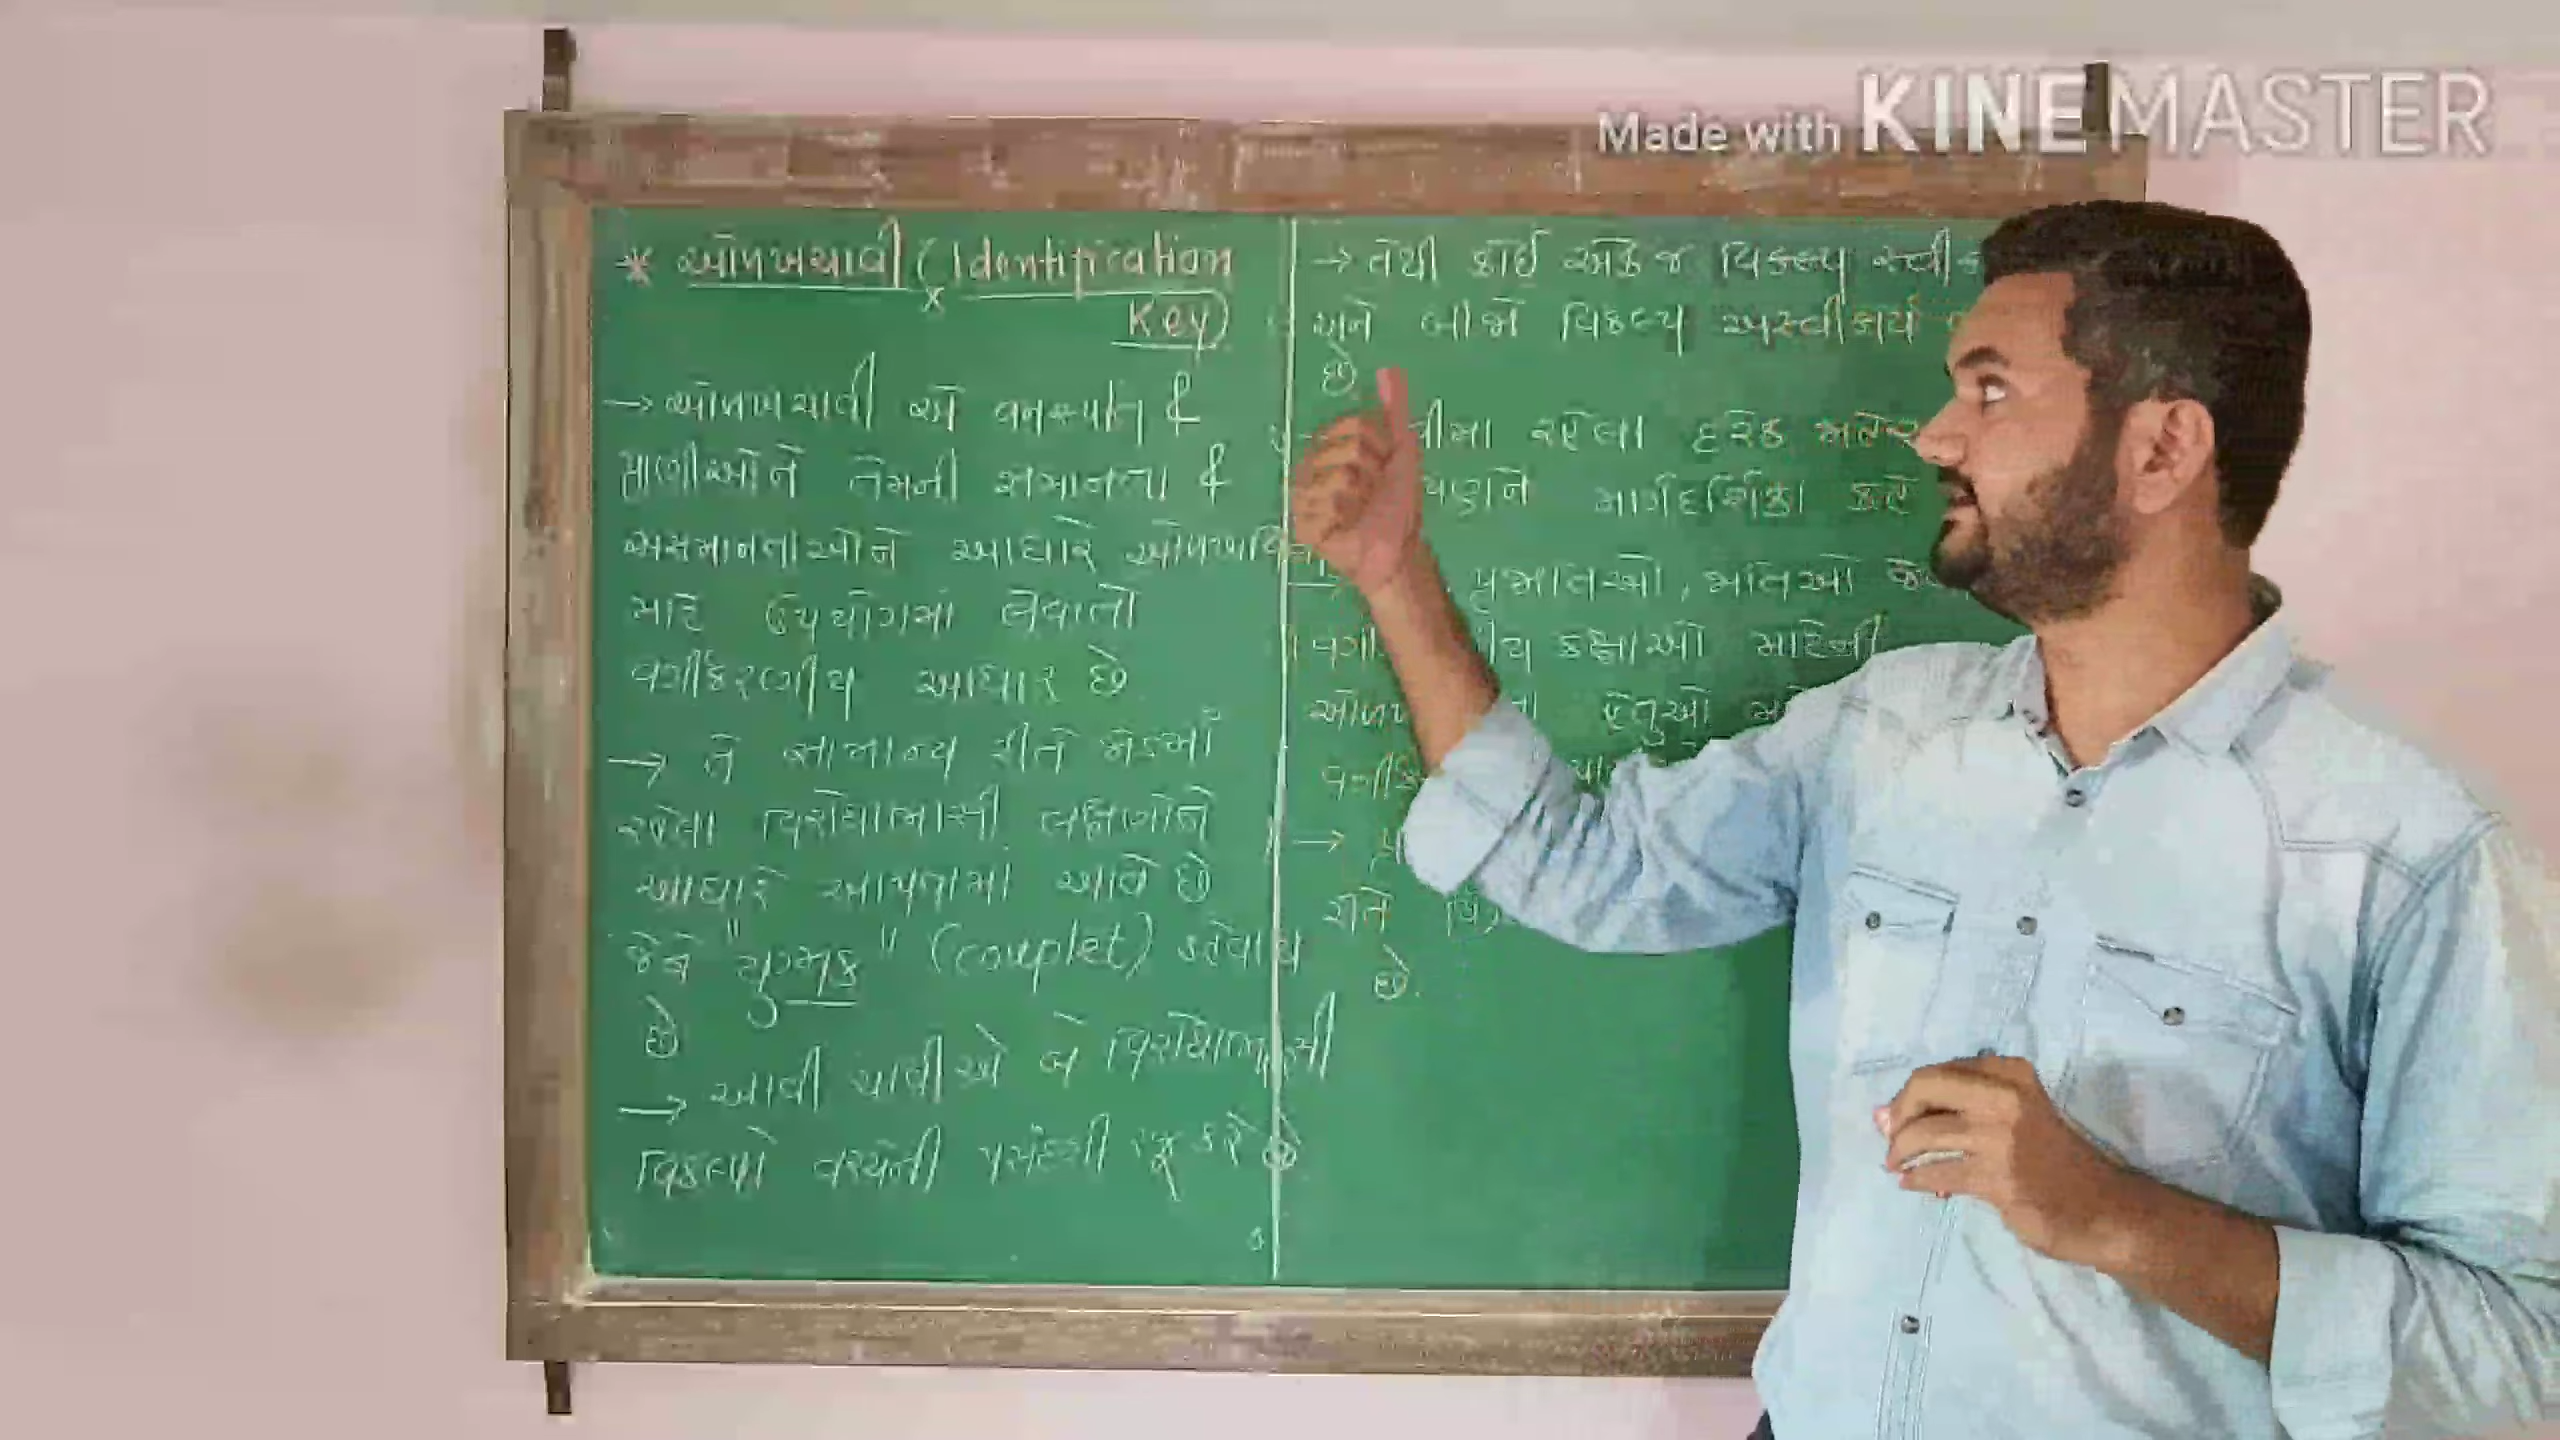 Made with KINEMASTER
* ઓળખચાવી (Identification
Key)
→ ઓળખચાવી એ વનસ્પતિ &
પ્રાણીઓને તેમની સમાનતા &
અસમાનતાઓને આધારે ઓળખવિધિ
માટે ઉપયોગમાં લેવાતો
વર્ગીકરણીય આધાર છે
→ તે સામાન્ય રીતે જોડમાં
રહેલા વિરોધાભાસી લક્ષણોને
આધારે આપવામાં આવે છે
જેને "યુગ્મક" (couplet) કહેવાય
છે
→ આવી ચાવીએ બે વિરોધાભાસી
વિકલ્પો વચ્ચેની પસંદગી રજૂ કરે છે
→ તેથી કોઈ એક જ વિકલ્પ
અને બીજો વિકલ્પ અસ્વીકાર્ય
છે.
રહેલા દરેક
માર્ગદર્શિકા કરે
પ્રજાતિઓ, જાતિઓ
કક્ષાઓ માટેની
હેતુઓ
→
રીતે
છે.